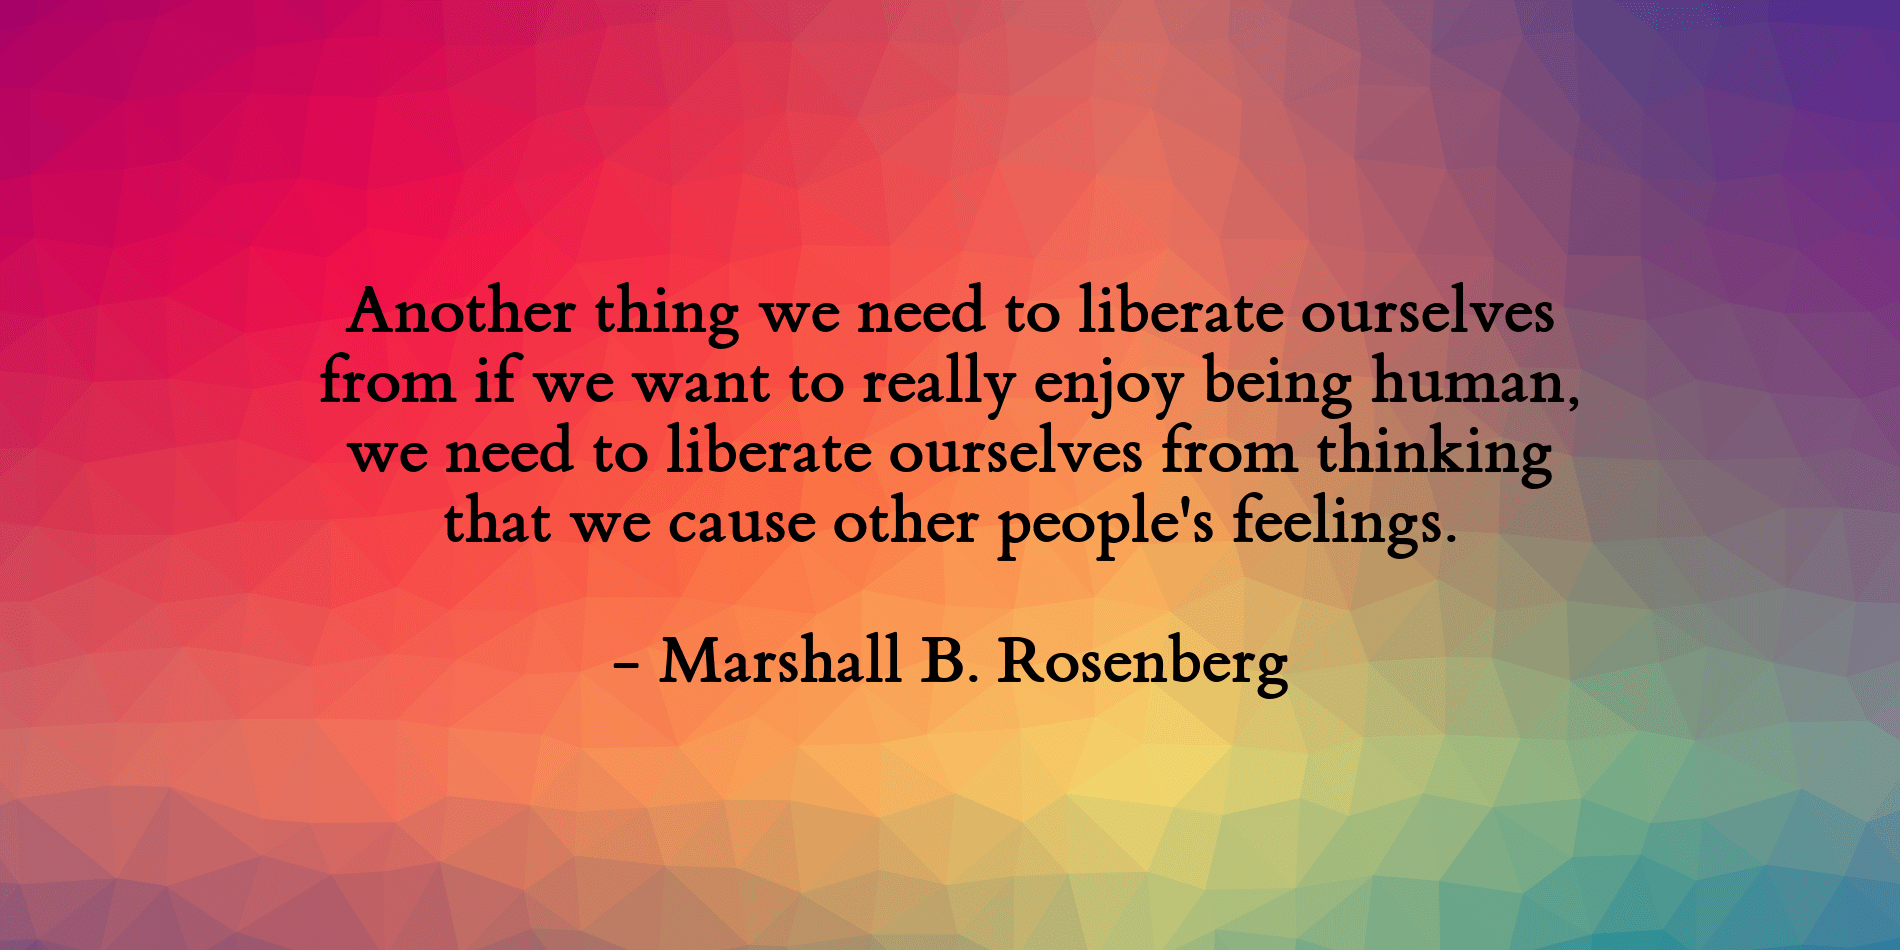 Another thing we need to liberate ourselves
from if we want to really enjoy being human,
we need to liberate ourselves from thinking
that we cause other people's feelings.
– Marshall B. Rosenberg